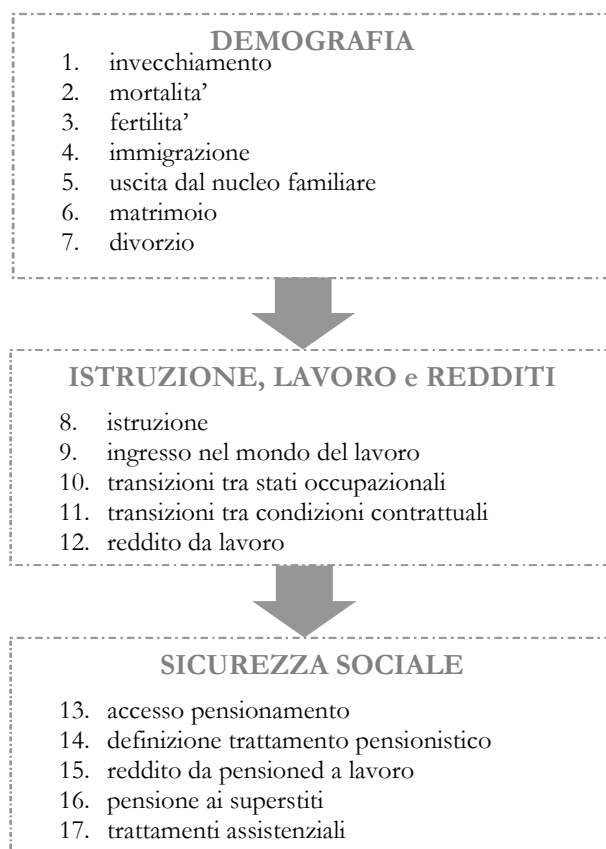 DEMOGRAFIA
1. invecchiamento
2. mortalita’
3. fertilita’
4. immigrazione
5. uscita dal nucleo familiare
6. matrimoio
7. divorzio
ISTRUZIONE, LAVORO e REDDITI
8. istruzione
9. ingresso nel mondo del lavoro
10. transizioni tra stati occupazionali
11. transizioni tra condizioni contrattuali
12. reddito da lavoro
SICUREZZA SOCIALE
13. accesso pensionamento
14. definizione trattamento pensionistico
15. reddito da pensioned a lavoro
16. pensione ai superstiti
17. trattamenti assistenziali